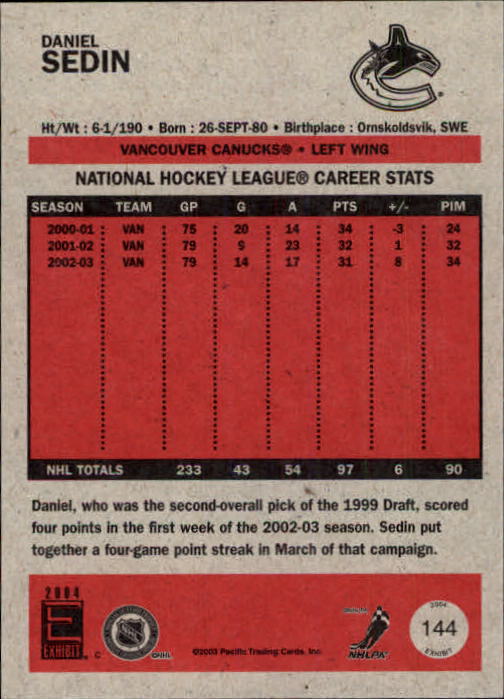 DANIEL
SEDIN
Ht/Wt : 6-1/190 • Born : 26-SEPT-80 • Birthplace : Ornskoldsvik, SWE
VANCOUVER CANUCKS® • LEFT WING
NATIONAL HOCKEY LEAGUE® CAREER STATS
SEASON TEAM GP G A PTS +/- PIM
2000-01 VAN 75 20 14 34 -3 24
2001-02 VAN 79 9 23 32 1 32
2002-03 VAN 79 14 17 31 8 34
NHL TOTALS 233 43 54 97 6 90
Daniel, who was the second-overall pick of the 1999 Draft, scored
four points in the first week of the 2002-03 season. Sedin put
together a four-game point streak in March of that campaign.
2004
E
EXHIBIT
C
NHL
©NHL
©2003 Pacific Trading Cards, Inc.
NHLPA
2004
144
EXHIBIT